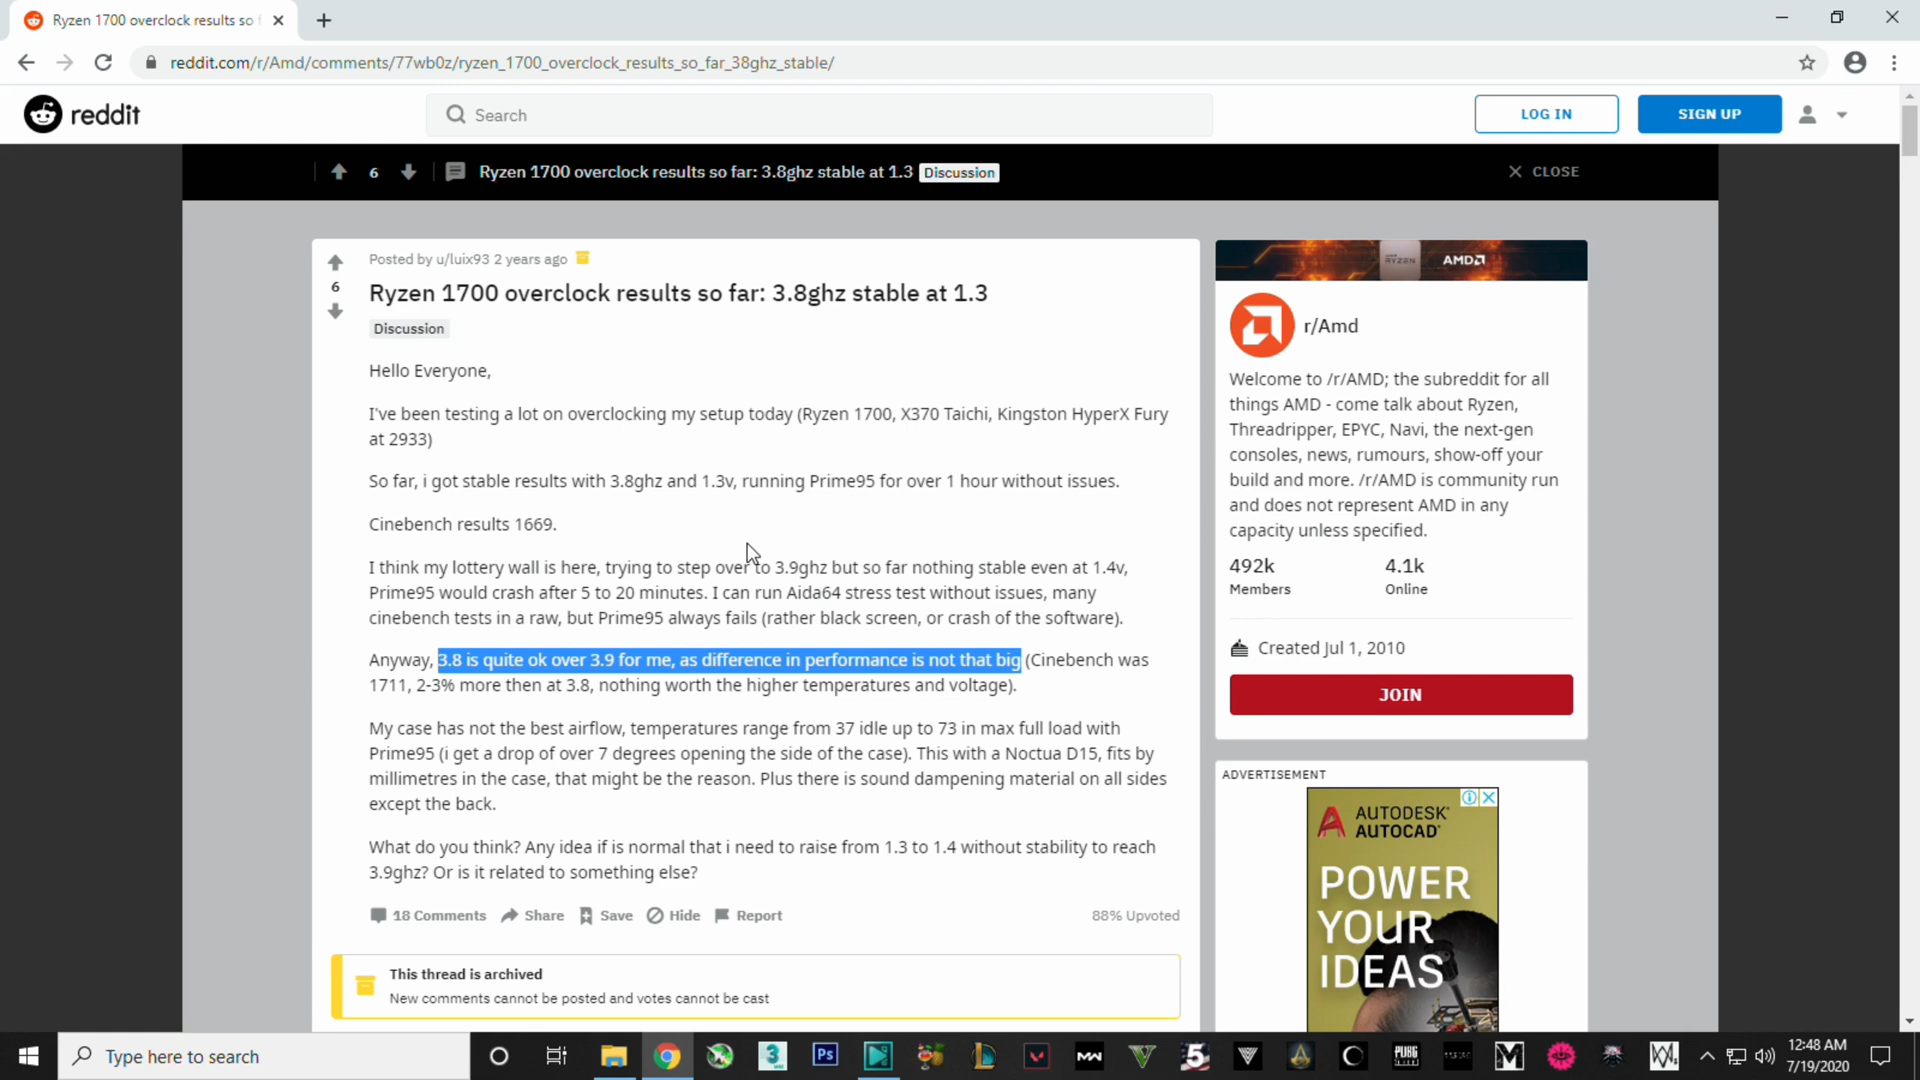 Ryzen 1700 overclock results so f
reddit.com/r/Amd/comments/77wb0z/ryzen_1700_overclock_results_so_far_38ghz_stable/
reddit
Search
LOG IN
SIGN UP
6
Ryzen 1700 overclock results so far: 3.8ghz stable at 1.3
Discussion
CLOSE
Posted by u/luix93 2 years ago
6
Ryzen 1700 overclock results so far: 3.8ghz stable at 1.3
Discussion
Hello Everyone,
I've been testing a lot on overclocking my setup today (Ryzen 1700, X370 Taichi, Kingston HyperX Fury
at 2933)
So far, i got stable results with 3.8ghz and 1.3v, running Prime95 for over 1 hour without issues.
Cinebench results 1669.
I think my lottery wall is here, trying to step over to 3.9ghz but so far nothing stable even at 1.4v,
Prime95 would crash after 5 to 20 minutes. I can run Aida64 stress test without issues, many
cinebench tests in a raw, but Prime95 always fails (rather black screen, or crash of the software).
Anyway, 3.8 is quite ok over 3.9 for me, as difference in performance is not that big (Cinebench was
1711, 2-3% more then at 3.8, nothing worth the higher temperatures and voltage).
My case has not the best airflow, temperatures range from 37 idle up to 73 in max full load with
Prime95 (i get a drop of over 7 degrees opening the side of the case). This with a Noctua D15, fits by
millimetres in the case, that might be the reason. Plus there is sound dampening material on all sides
except the back.
What do you think? Any idea if is normal that i need to raise from 1.3 to 1.4 without stability to reach
3.9ghz? Or is it related to something else?
18 Comments
Share
Save
Hide
Report
88% Upvoted
This thread is archived
New comments cannot be posted and votes cannot be cast
RYZEN
AMD
r/Amd
Welcome to /r/AMD; the subreddit for all
things AMD - come talk about Ryzen,
Threadripper, EPYC, Navi, the next-gen
consoles, news, rumours, show-off your
build and more. /r/AMD is community run
and does not represent AMD in any
capacity unless specified.
492k
4.1k
Members
Online
Created Jul 1, 2010
JOIN
ADVERTISEMENT
AUTODESK®
AUTOCAD®
POWER
YOUR
IDEAS
Type here to search
3
Ps
MW
V
5
PUBG
M
12:48 AM
7/19/2020